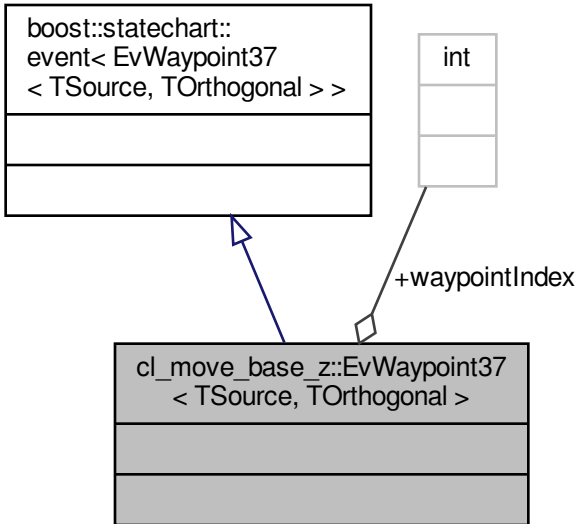 boost::statechart::
event< EvWaypoint37
< TSource, TOrthogonal > >
int
+waypointIndex
cl_move_base_z::EvWaypoint37
< TSource, TOrthogonal >